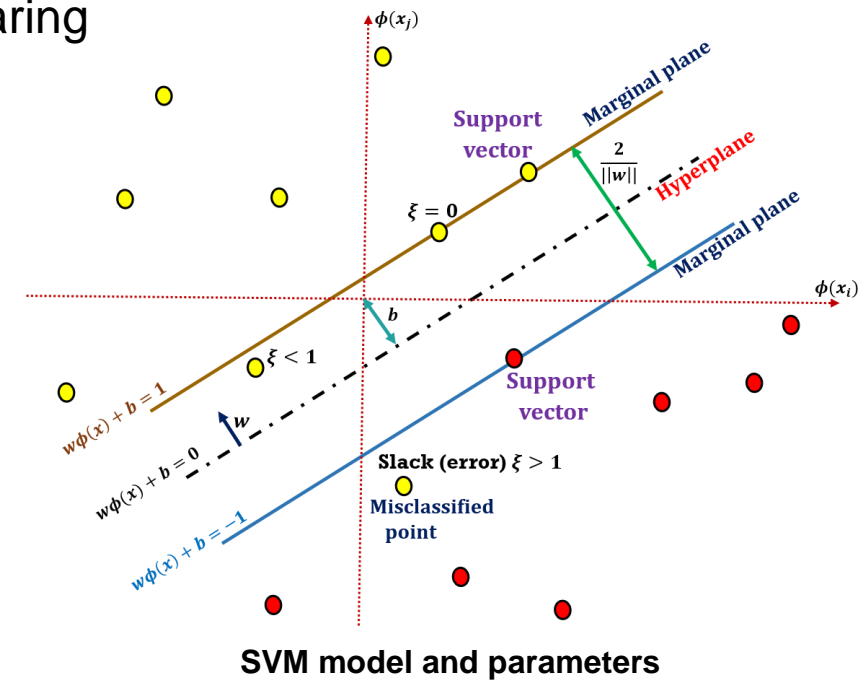 aring
ϕ(xⱼ)
Marginal plane
Support
vector
2
||w||
Hyperplane
ξ = 0
Marginal plane
ϕ(xᵢ)
b
ξ < 1
Support
vector
wϕ(x) + b = 1
w
wϕ(x) + b = 0
Slack (error) ξ > 1
Misclassified
point
wϕ(x) + b = −1
SVM model and parameters